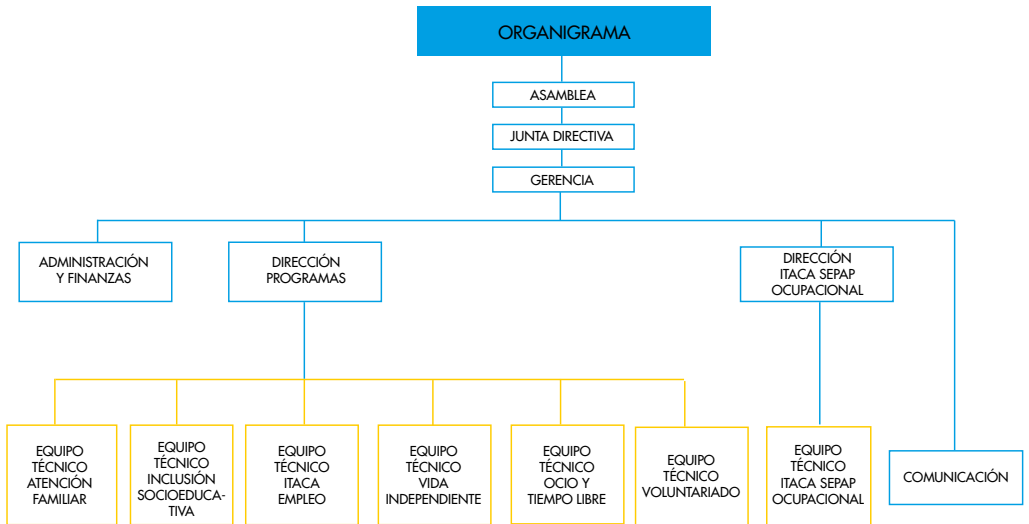 ORGANIGRAMA
ASAMBLEA
JUNTA DIRECTIVA
GERENCIA
ADMINISTRACIÓN
Y FINANZAS
DIRECCIÓN
PROGRAMAS
DIRECCIÓN
ITACA SEPAP
OCUPACIONAL
EQUIPO
TÉCNICO
ATENCIÓN
FAMILIAR
EQUIPO
TÉCNICO
INCLUSIÓN
SOCIOEDUCA-
TIVA
EQUIPO
TÉCNICO
ITACA
EMPLEO
EQUIPO
TÉCNICO
VIDA
INDEPENDIENTE
EQUIPO
TÉCNICO
OCIO Y
TIEMPO LIBRE
EQUIPO
TÉCNICO
VOLUNTARIADO
EQUIPO
TÉCNICO
ITACA SEPAP
OCUPACIONAL
COMUNICACIÓN